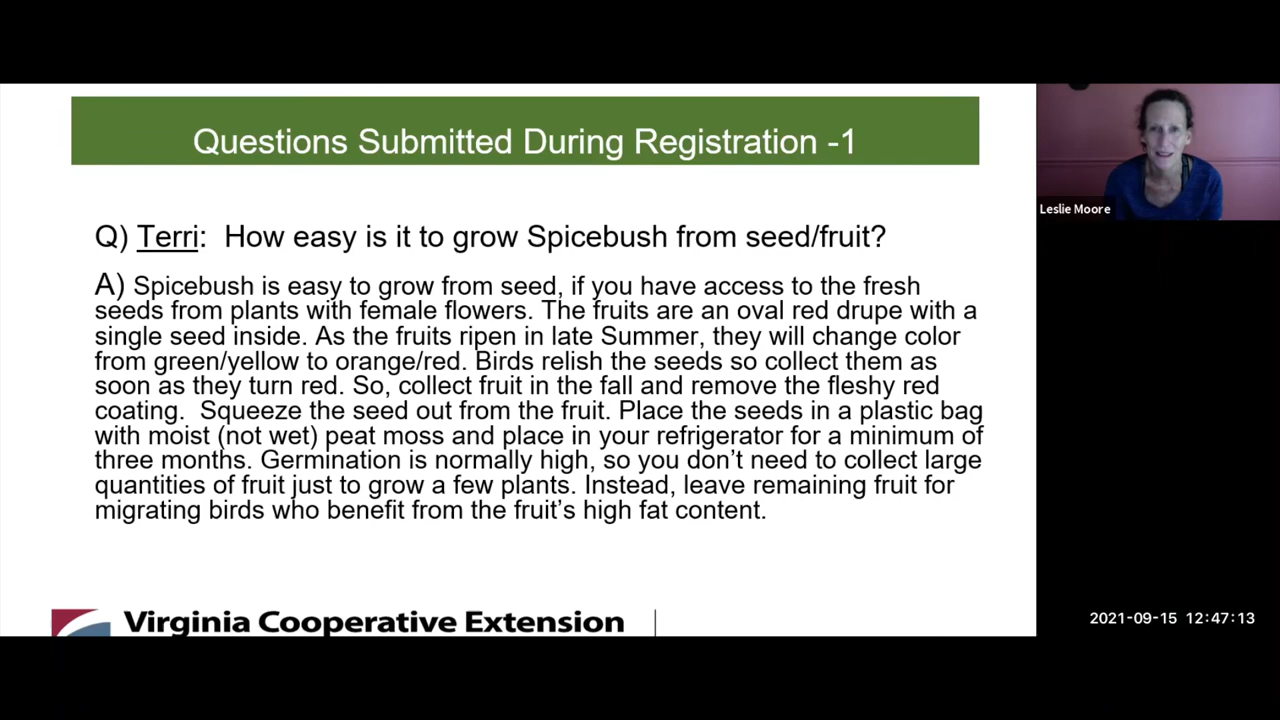 Questions Submitted During Registration -1
Q) Terri: How easy is it to grow Spicebush from seed/fruit?
A) Spicebush is easy to grow from seed, if you have access to the fresh
seeds from plants with female flowers. The fruits are an oval red drupe with a
single seed inside. As the fruits ripen in late Summer, they will change color
from green/yellow to orange/red. Birds relish the seeds so collect them as
soon as they turn red. So, collect fruit in the fall and remove the fleshy red
coating. Squeeze the seed out from the fruit. Place the seeds in a plastic bag
with moist (not wet) peat moss and place in your refrigerator for a minimum of
three months. Germination is normally high, so you don’t need to collect large
quantities of fruit just to grow a few plants. Instead, leave remaining fruit for
migrating birds who benefit from the fruit’s high fat content.
Virginia Cooperative Extension
Leslie Moore
2021-09-15 12:47:13